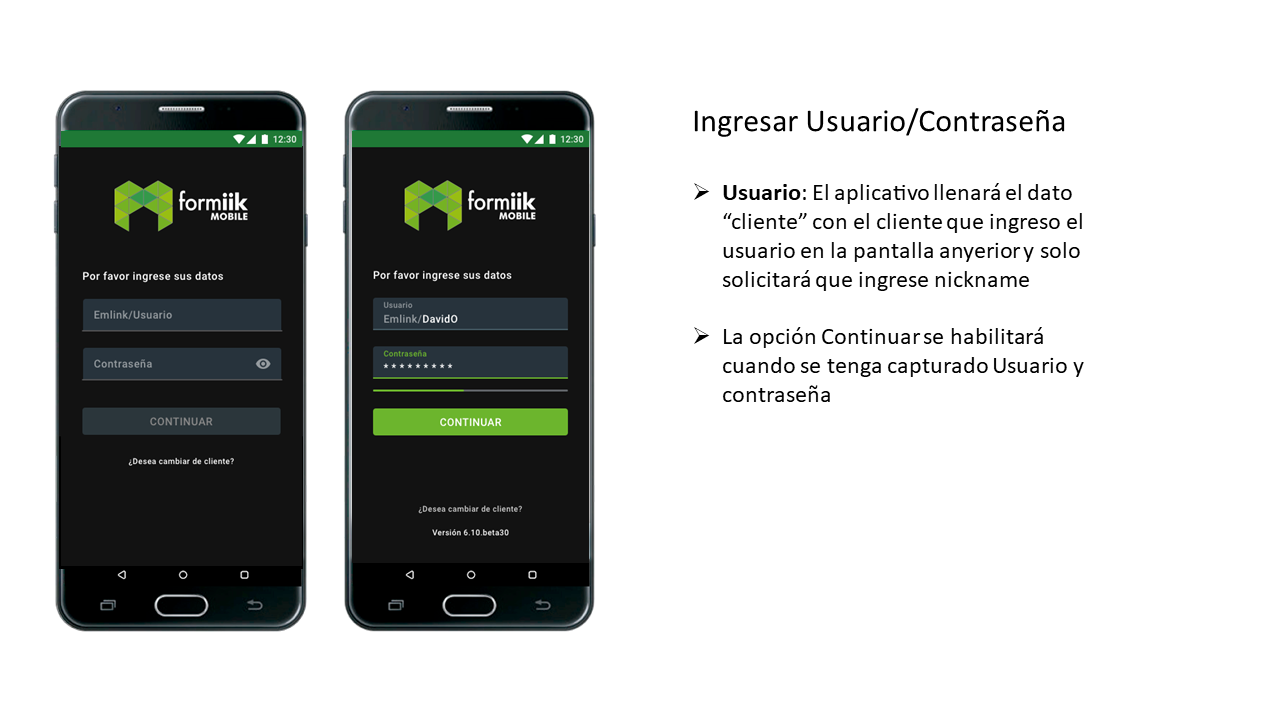 12:30
formiik
MOBILE
Por favor ingrese sus datos
Emlink/Usuario
Contraseña
CONTINUAR
¿Desea cambiar de cliente?
12:30
formiik
MOBILE
Por favor ingrese sus datos
Usuario
Emlink/DavidO
Contraseña
*********
CONTINUAR
¿Desea cambiar de cliente?
Versión 6.10.beta30
Ingresar Usuario/Contraseña
➢ Usuario: El aplicativo llenará el dato
“cliente” con el cliente que ingreso el
usuario en la pantalla anyerior y solo
solicitará que ingrese nickname
➢ La opción Continuar se habilitará
cuando se tenga capturado Usuario y
contraseña